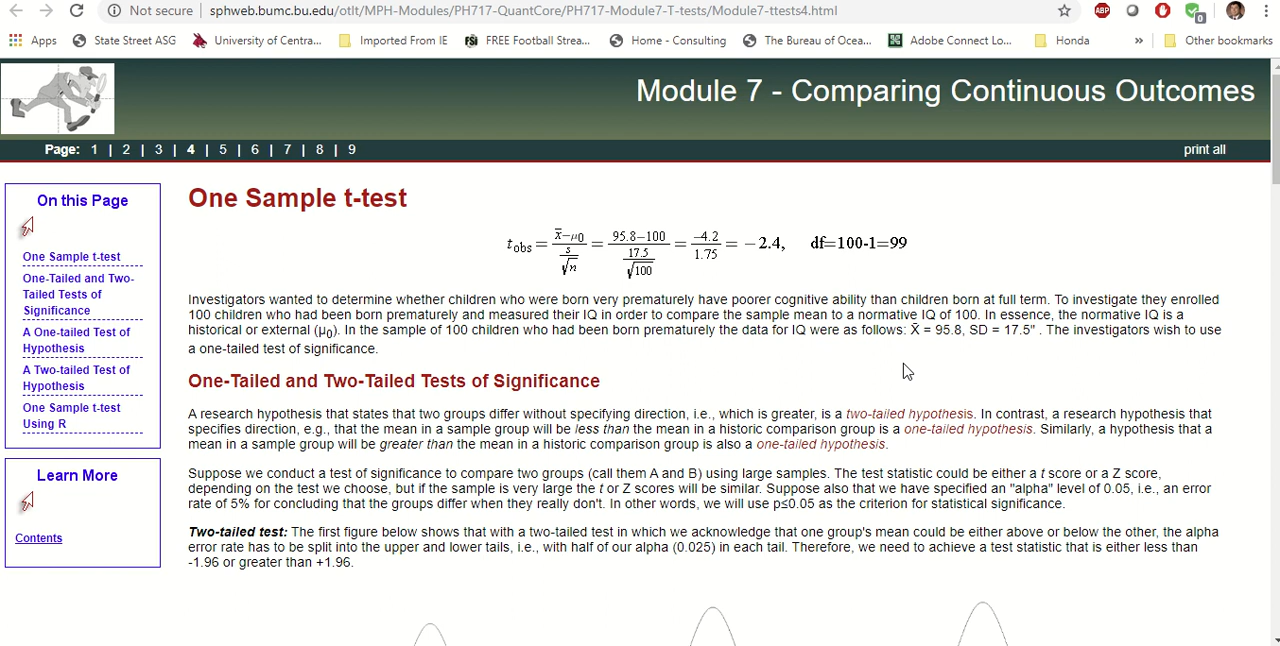 Not secure | sphweb.bumc.bu.edu/otlt/MPH-Modules/PH717-QuantCore/PH717-Module7-T-tests/Module7-ttests4.html
ABP
0
Apps State Street ASG University of Centra... Imported From IE FSi FREE Football Strea... Home - Consulting The Bureau of Ocea... Adobe Connect Lo... Honda » Other bookmarks
Module 7 - Comparing Continuous Outcomes
Page: 1 | 2 | 3 | 4 | 5 | 6 | 7 | 8 | 9 print all
On this Page
One Sample t-test
One-Tailed and Two-
Tailed Tests of
Significance
A One-tailed Test of
Hypothesis
A Two-tailed Test of
Hypothesis
One Sample t-test
Using R
Learn More
Contents
One Sample t-test
t_obs = (x̄−μ0)/(s/√n) = (95.8−100)/(17.5/√100) = −4.2/1.75 = −2.4, df=100-1=99
Investigators wanted to determine whether children who were born very prematurely have poorer cognitive ability than children born at full term. To investigate they enrolled
100 children who had been born prematurely and measured their IQ in order to compare the sample mean to a normative IQ of 100. In essence, the normative IQ is a
historical or external (μ0). In the sample of 100 children who had been born prematurely the data for IQ were as follows: X̄ = 95.8, SD = 17.5" . The investigators wish to use
a one-tailed test of significance.
One-Tailed and Two-Tailed Tests of Significance
A research hypothesis that states that two groups differ without specifying direction, i.e., which is greater, is a two-tailed hypothesis. In contrast, a research hypothesis that
specifies direction, e.g., that the mean in a sample group will be less than the mean in a historic comparison group is a one-tailed hypothesis. Similarly, a hypothesis that a
mean in a sample group will be greater than the mean in a historic comparison group is also a one-tailed hypothesis.
Suppose we conduct a test of significance to compare two groups (call them A and B) using large samples. The test statistic could be either a t score or a Z score,
depending on the test we choose, but if the sample is very large the t or Z scores will be similar. Suppose also that we have specified an "alpha" level of 0.05, i.e., an error
rate of 5% for concluding that the groups differ when they really don't. In other words, we will use p≤0.05 as the criterion for statistical significance.
Two-tailed test: The first figure below shows that with a two-tailed test in which we acknowledge that one group's mean could be either above or below the other, the alpha
error rate has to be split into the upper and lower tails, i.e., with half of our alpha (0.025) in each tail. Therefore, we need to achieve a test statistic that is either less than
-1.96 or greater than +1.96.